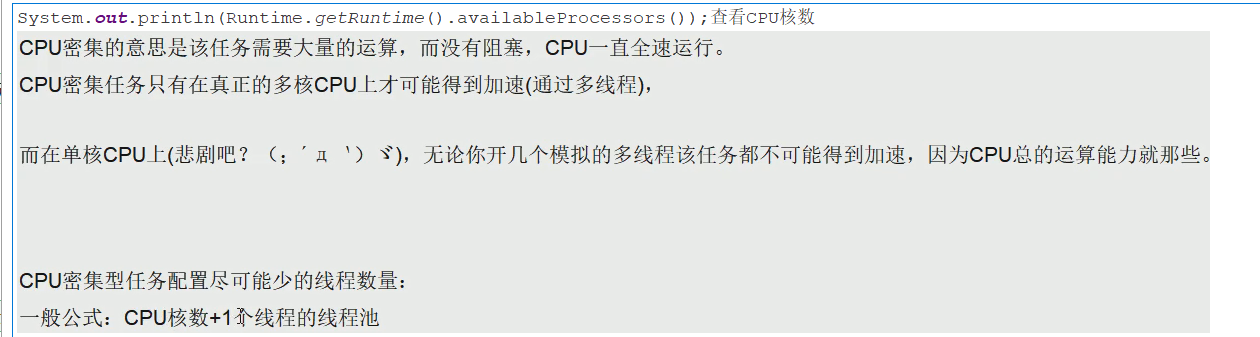 System.out.println(Runtime.getRuntime().availableProcessors());查看CPU核数
CPU密集的意思是该任务需要大量的运算，而没有阻塞，CPU一直全速运行。
CPU密集任务只有在真正的多核CPU上才可能得到加速(通过多线程)，
而在单核CPU上(悲剧吧？（；´д｀）ゞ)，无论你开几个模拟的多线程该任务都不可能得到加速，因为CPU总的运算能力就那些。
CPU密集型任务配置尽可能少的线程数量：
一般公式：CPU核数+1个线程的线程池